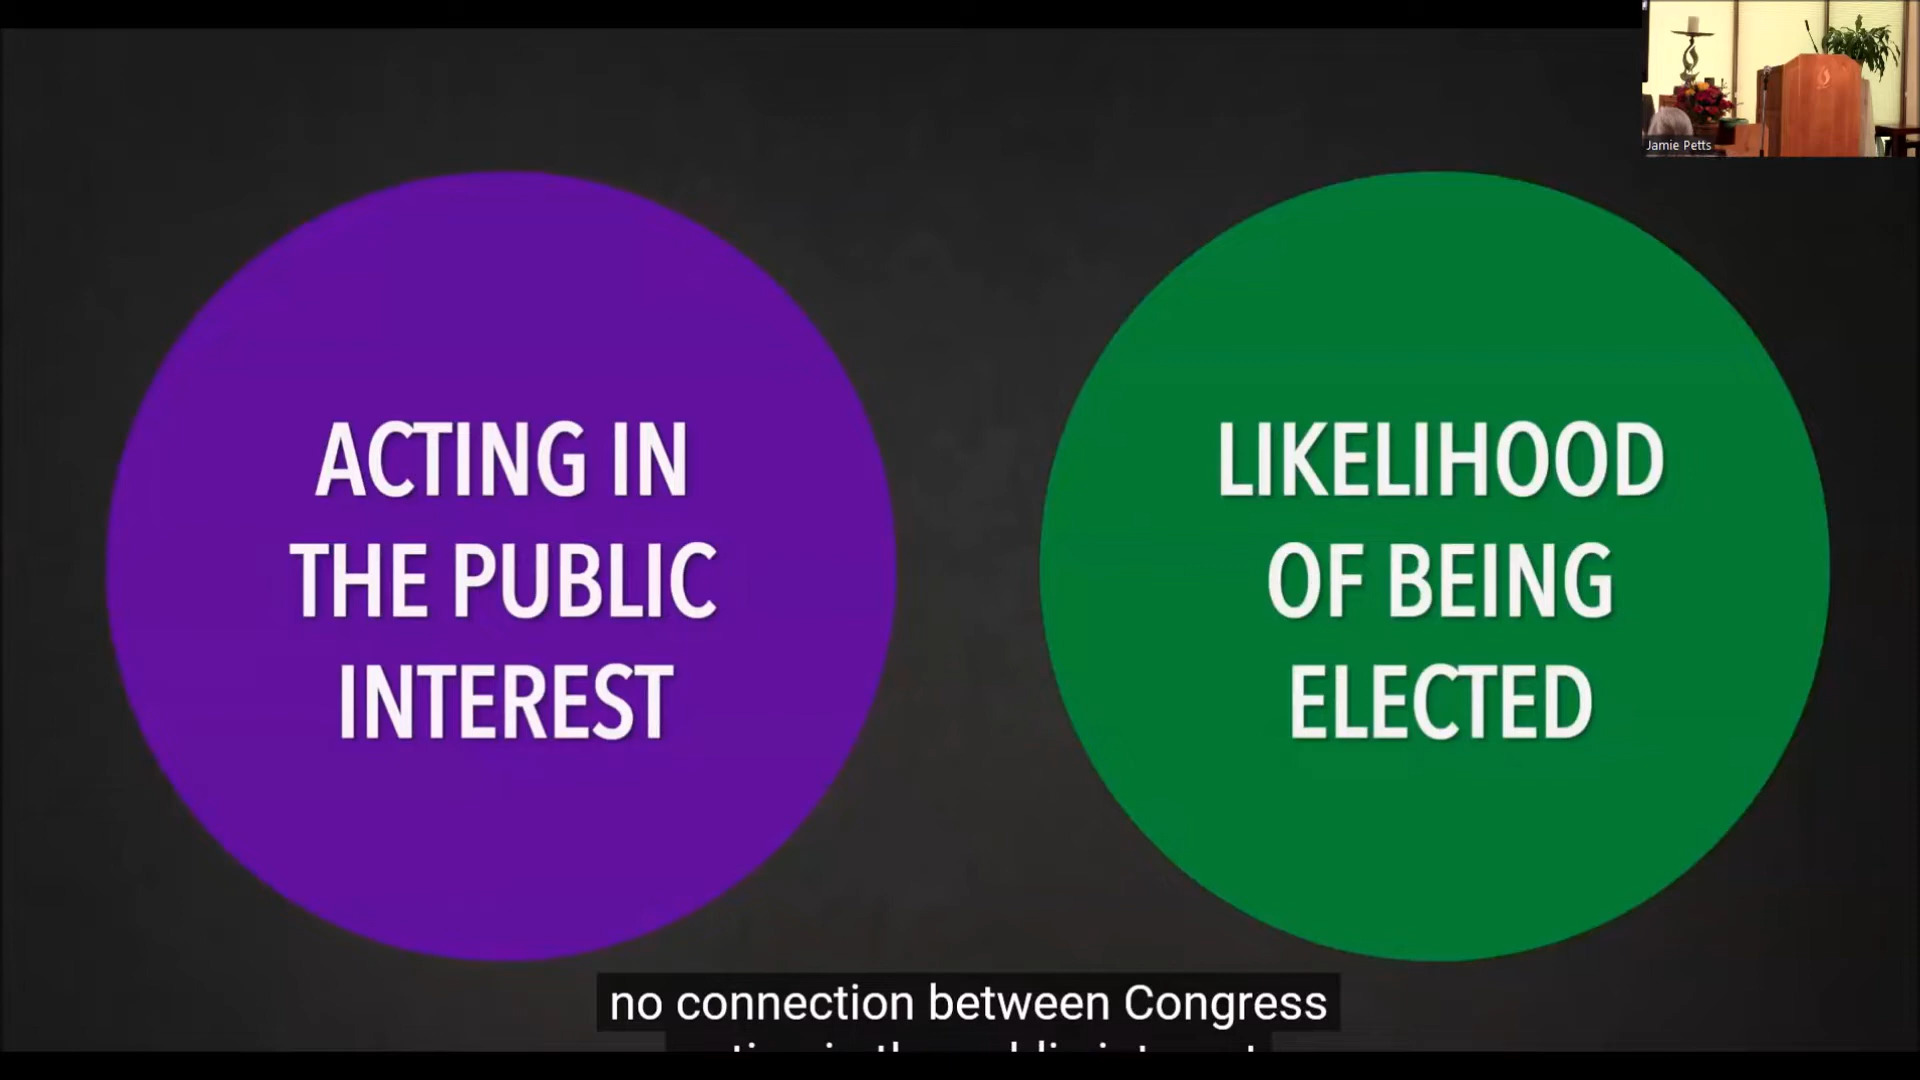 Jamie Petts
ACTING IN
THE PUBLIC
INTEREST
LIKELIHOOD
OF BEING
ELECTED
no connection between Congress